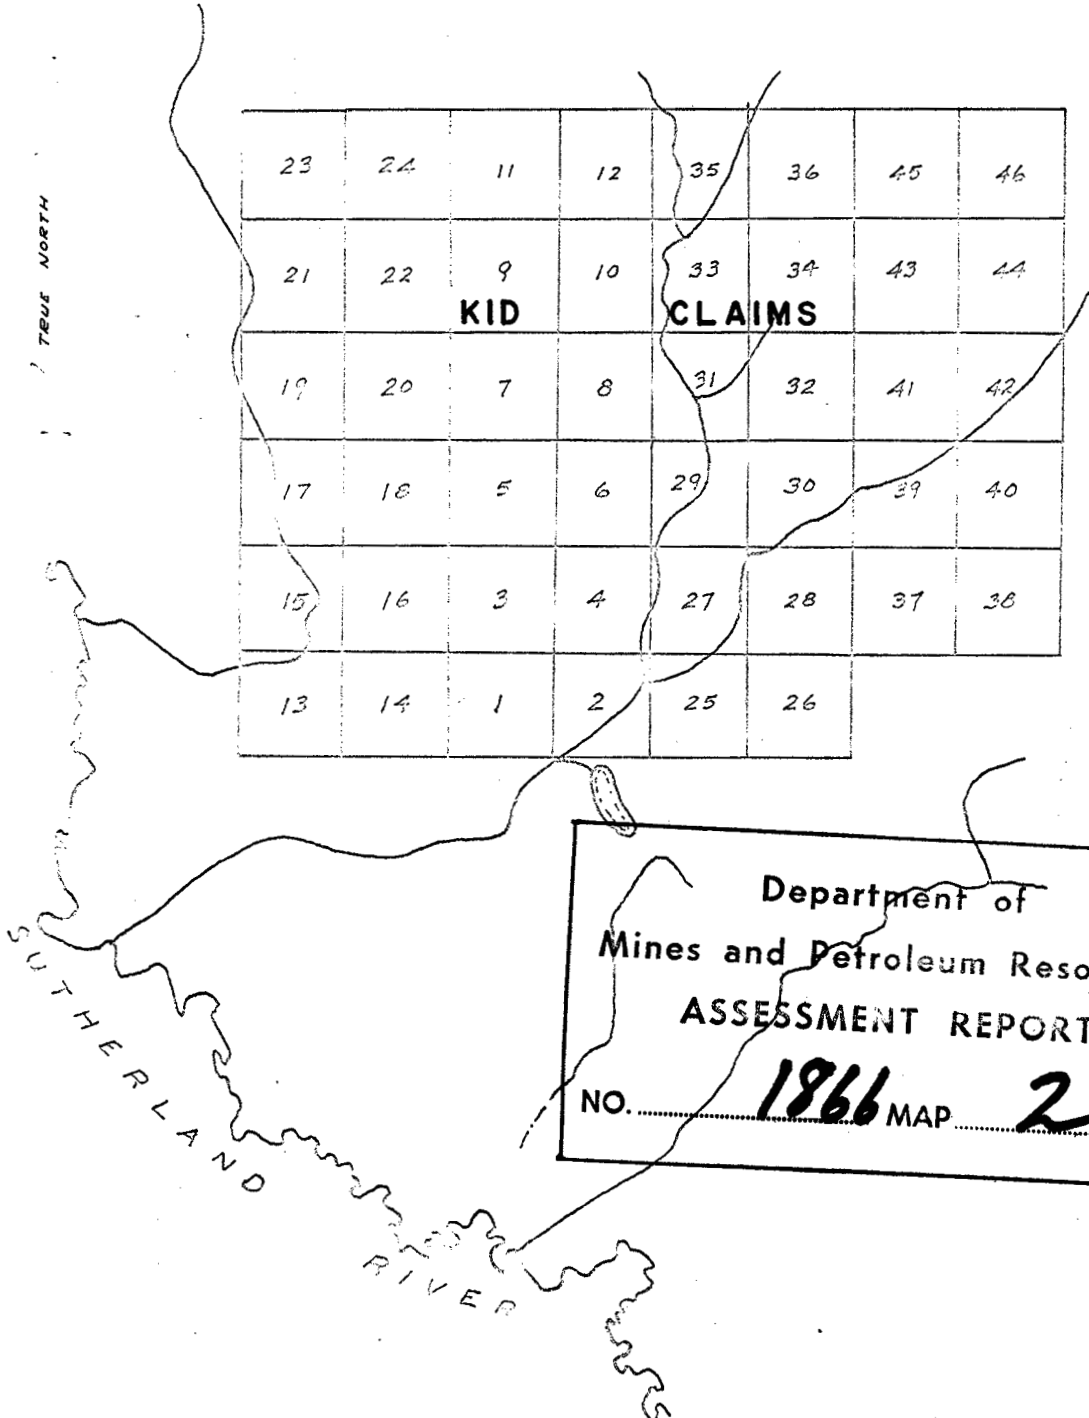 TRUE NORTH
23 24 11 12 35 36 45 46
21 22 9 10 33 34 43 44
KID CLAIMS
19 20 7 8 31 32 41 42
17 18 5 6 29 30 39 40
15 16 3 4 27 28 37 38
13 14 1 2 25 26
SUTHERLAND
RIVER
Department of
Mines and Petroleum Reso
ASSESSMENT REPORT
NO. 1866 MAP 2